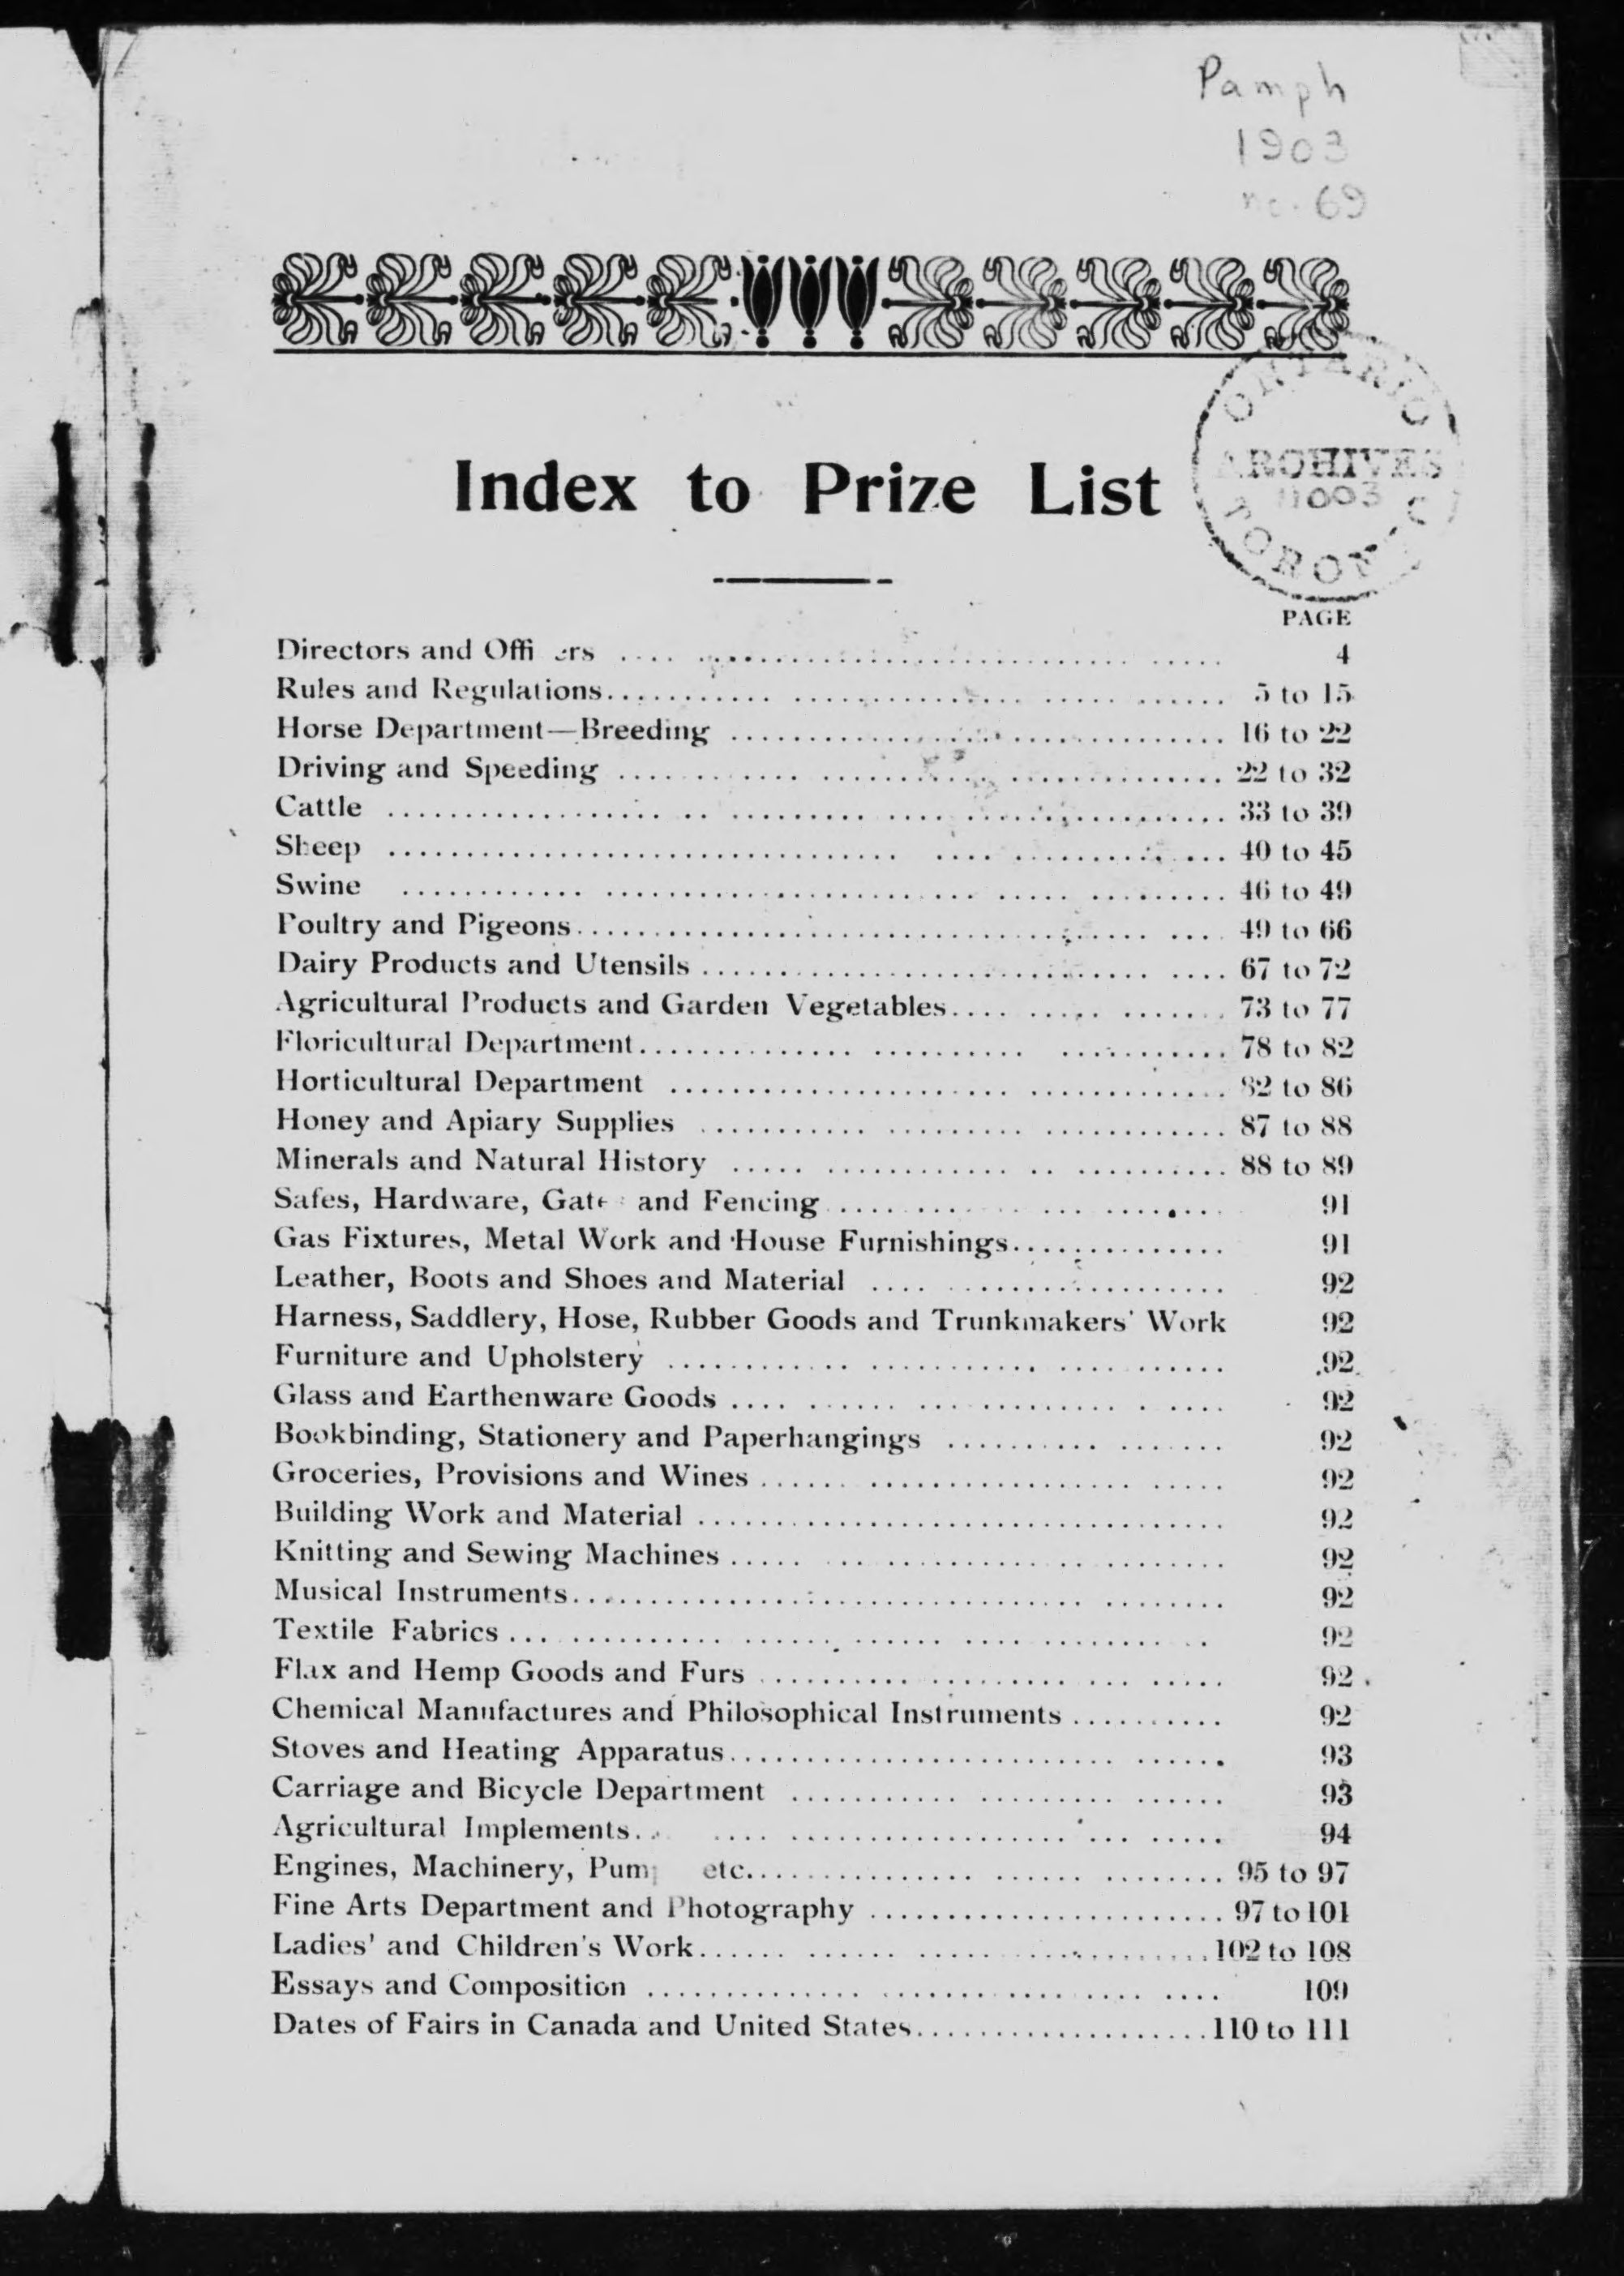 Pamph
1903
no. 69
ONTARIO
ARCHIVES
11003
TORONTO
Index to Prize List
PAGE
Directors and Offi ers .... ...................................... 4
Rules and Regulations........................................ 5 to 15
Horse Department—Breeding ........................................ 16 to 22
Driving and Speeding ........................................ 22 to 32
Cattle ........................................ 33 to 39
Sheep ........................................ 40 to 45
Swine ........................................ 46 to 49
Poultry and Pigeons........................................ 49 to 66
Dairy Products and Utensils ........................................ 67 to 72
Agricultural Products and Garden Vegetables.................... 73 to 77
Floricultural Department........................................ 78 to 82
Horticultural Department ........................................ 82 to 86
Honey and Apiary Supplies ........................................ 87 to 88
Minerals and Natural History .............................. 88 to 89
Safes, Hardware, Gates and Fencing .............................. 91
Gas Fixtures, Metal Work and House Furnishings.............. 91
Leather, Boots and Shoes and Material .................... 92
Harness, Saddlery, Hose, Rubber Goods and Trunkmakers' Work 92
Furniture and Upholstery .............................. 92
Glass and Earthenware Goods .............................. 92
Bookbinding, Stationery and Paperhangings ................. 92
Groceries, Provisions and Wines .............................. 92
Building Work and Material .............................. 92
Knitting and Sewing Machines .............................. 92
Musical Instruments........................................ 92
Textile Fabrics ........................................ 92
Flax and Hemp Goods and Furs .............................. 92
Chemical Manufactures and Philosophical Instruments .......... 92
Stoves and Heating Apparatus.............................. 93
Carriage and Bicycle Department .............................. 93
Agricultural Implements.............................. 94
Engines, Machinery, Pum etc.............................. 95 to 97
Fine Arts Department and Photography ........................ 97 to 101
Ladies' and Children's Work.............................. 102 to 108
Essays and Composition .............................. 109
Dates of Fairs in Canada and United States................... 110 to 111